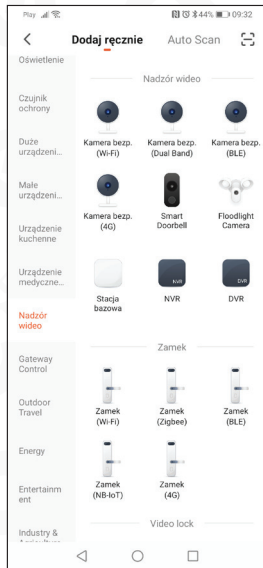 Play 44% 09:32
Dodaj ręcznie Auto Scan
Oświetlenie
Czujnik
ochrony
Duże
urządzeni...
Małe
urządzeni...
Urządzenie
kuchenne
Urządzenie
medyczne...
Nadzór
wideo
Gateway
Control
Outdoor
Travel
Energy
Entertainm
ent
Industry &
Agriculture
Nadzór wideo
Kamera bezp.
(Wi-Fi)
Kamera bezp.
(Dual Band)
Kamera bezp.
(BLE)
Kamera bezp.
(4G)
Smart
Doorbell
Floodlight
Camera
Stacja
bazowa
NVR
NVR
DVR
DVR
Zamek
Zamek
(Wi-Fi)
Zamek
(Zigbee)
Zamek
(BLE)
Zamek
(NB-IoT)
Zamek
(4G)
Video lock